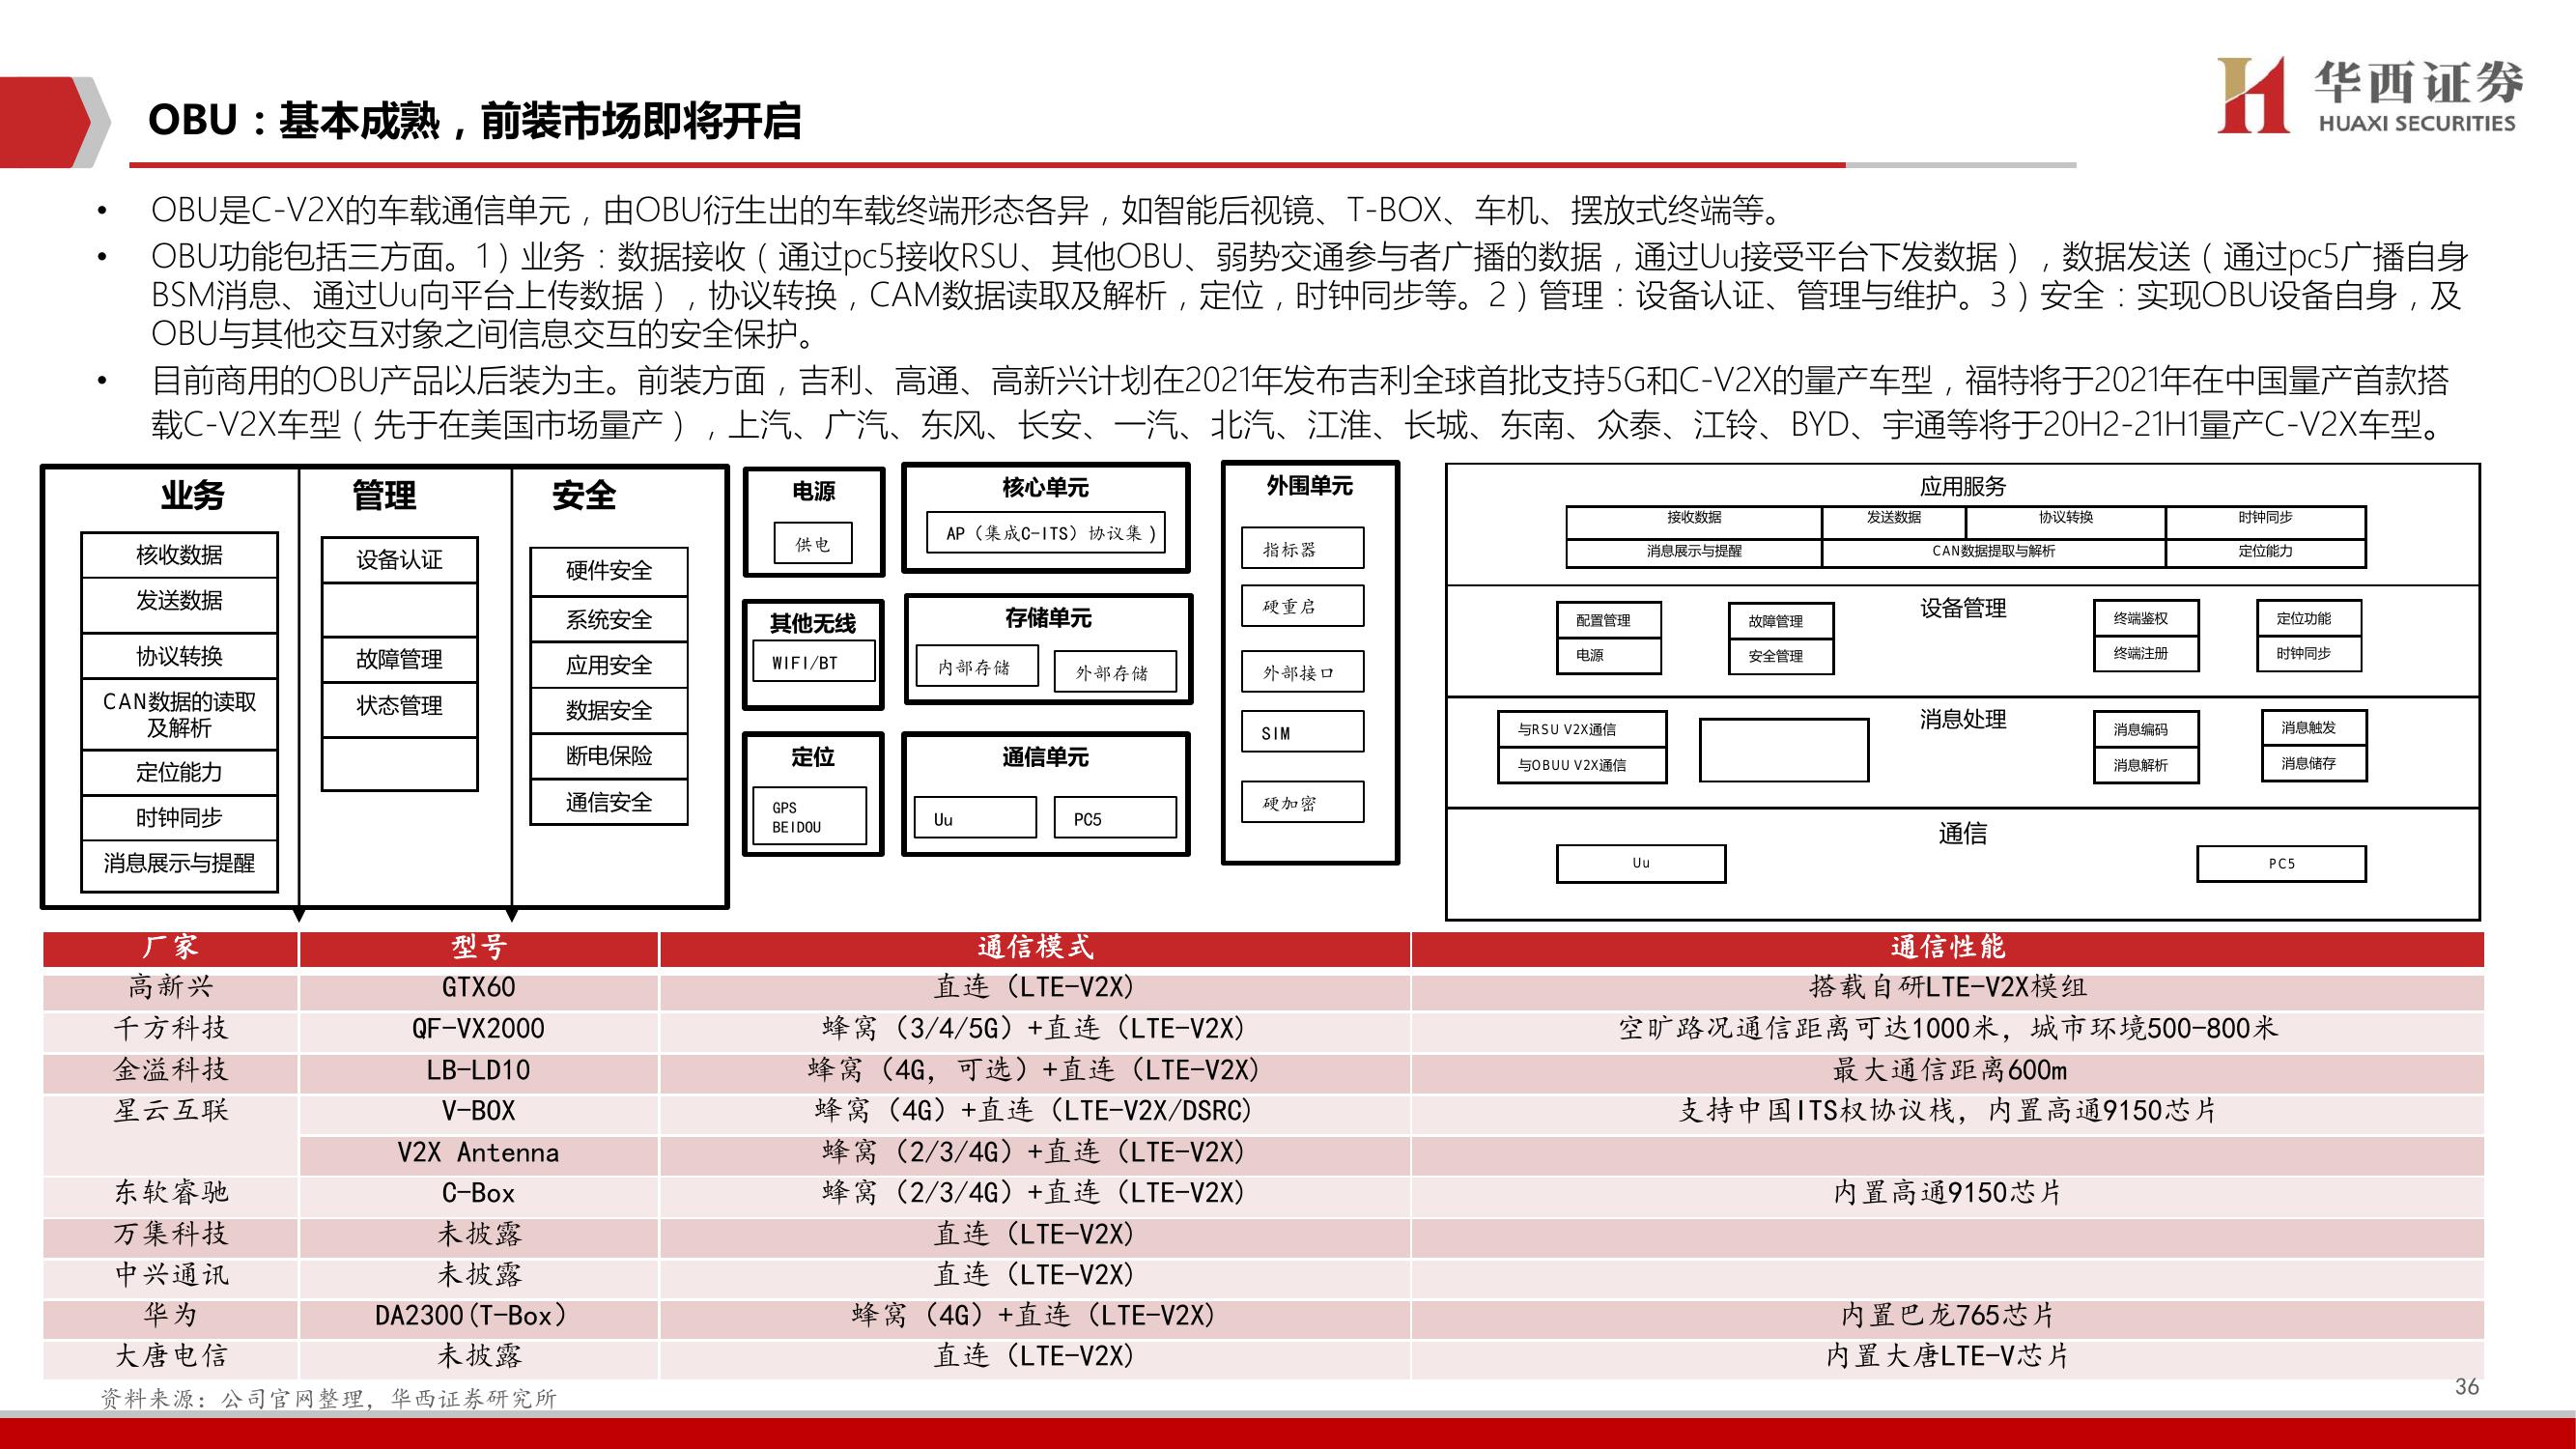 华西证券
HUAXI SECURITIES
OBU：基本成熟，前装市场即将开启
• OBU是C-V2X的车载通信单元，由OBU衍生出的车载终端形态各异，如智能后视镜、T-BOX、车机、摆放式终端等。
• OBU功能包括三方面。1）业务：数据接收（通过pc5接收RSU、其他OBU、弱势交通参与者广播的数据，通过Uu接受平台下发数据），数据发送（通过pc5广播自身
BSM消息、通过Uu向平台上传数据），协议转换，CAM数据读取及解析，定位，时钟同步等。2）管理：设备认证、管理与维护。3）安全：实现OBU设备自身，及
OBU与其他交互对象之间信息交互的安全保护。
• 目前商用的OBU产品以后装为主。前装方面，吉利、高通、高新兴计划在2021年发布吉利全球首批支持5G和C-V2X的量产车型，福特将于2021年在中国量产首款搭
载C-V2X车型（先于在美国市场量产），上汽、广汽、东风、长安、一汽、北汽、江淮、长城、东南、众泰、江铃、BYD、宇通等将于20H2-21H1量产C-V2X车型。
业务
核收数据
发送数据
协议转换
CAN数据的读取
及解析
定位能力
时钟同步
消息展示与提醒
管理
设备认证
故障管理
状态管理
安全
硬件安全
系统安全
应用安全
数据安全
断电保险
通信安全
电源
供电
其他无线
WIFI/BT
定位
GPS
BEIDOU
核心单元
AP（集成C-ITS）协议集）
存储单元
内部存储
外部存储
通信单元
Uu
PC5
外围单元
指标器
硬重启
外部接口
SIM
硬加密
应用服务
接收数据 发送数据 协议转换 时钟同步
消息展示与提醒 CAN数据提取与解析 定位能力
设备管理
配置管理 故障管理 终端鉴权 定位功能
电源 安全管理 终端注册 时钟同步
消息处理
与RSU V2X通信 消息编码 消息触发
与OBUU V2X通信 消息解析 消息储存
通信
Uu PC5
厂家 型号 通信模式 通信性能
高新兴 GTX60 直连（LTE-V2X） 搭载自研LTE-V2X模组
千方科技 QF-VX2000 蜂窝（3/4/5G）+直连（LTE-V2X） 空旷路况通信距离可达1000米，城市环境500-800米
金溢科技 LB-LD10 蜂窝（4G，可选）+直连（LTE-V2X） 最大通信距离600m
星云互联 V-BOX 蜂窝（4G）+直连（LTE-V2X/DSRC) 支持中国ITS权协议栈，内置高通9150芯片
V2X Antenna 蜂窝（2/3/4G）+直连（LTE-V2X）
东软睿驰 C-Box 蜂窝（2/3/4G）+直连（LTE-V2X） 内置高通9150芯片
万集科技 未披露 直连（LTE-V2X）
中兴通讯 未披露 直连（LTE-V2X）
华为 DA2300(T-Box） 蜂窝（4G）+直连（LTE-V2X） 内置巴龙765芯片
大唐电信 未披露 直连（LTE-V2X） 内置大唐LTE-V芯片
资料来源：公司官网整理，华西证券研究所
36